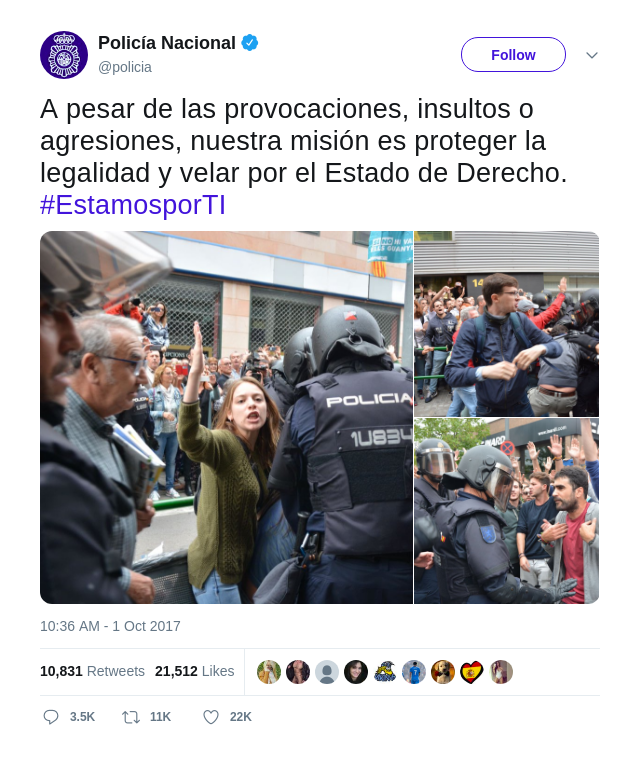 Policía Nacional
@policia
Follow
A pesar de las provocaciones, insultos o
agresiones, nuestra misión es proteger la
legalidad y velar por el Estado de Derecho.
#EstamosporTI
POLICIA
10:36 AM - 1 Oct 2017
10,831 Retweets 21,512 Likes
3.5K 11K 22K